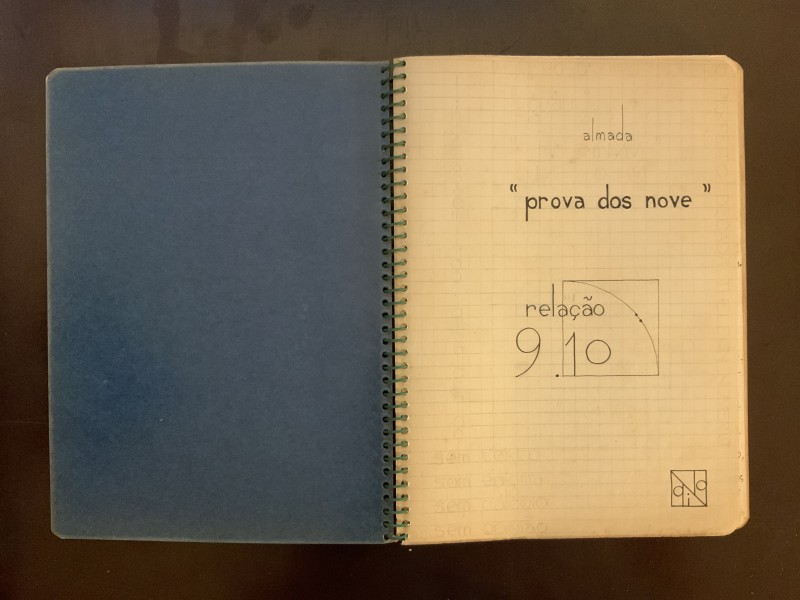 almada
“prova dos nove”
relação
9.10